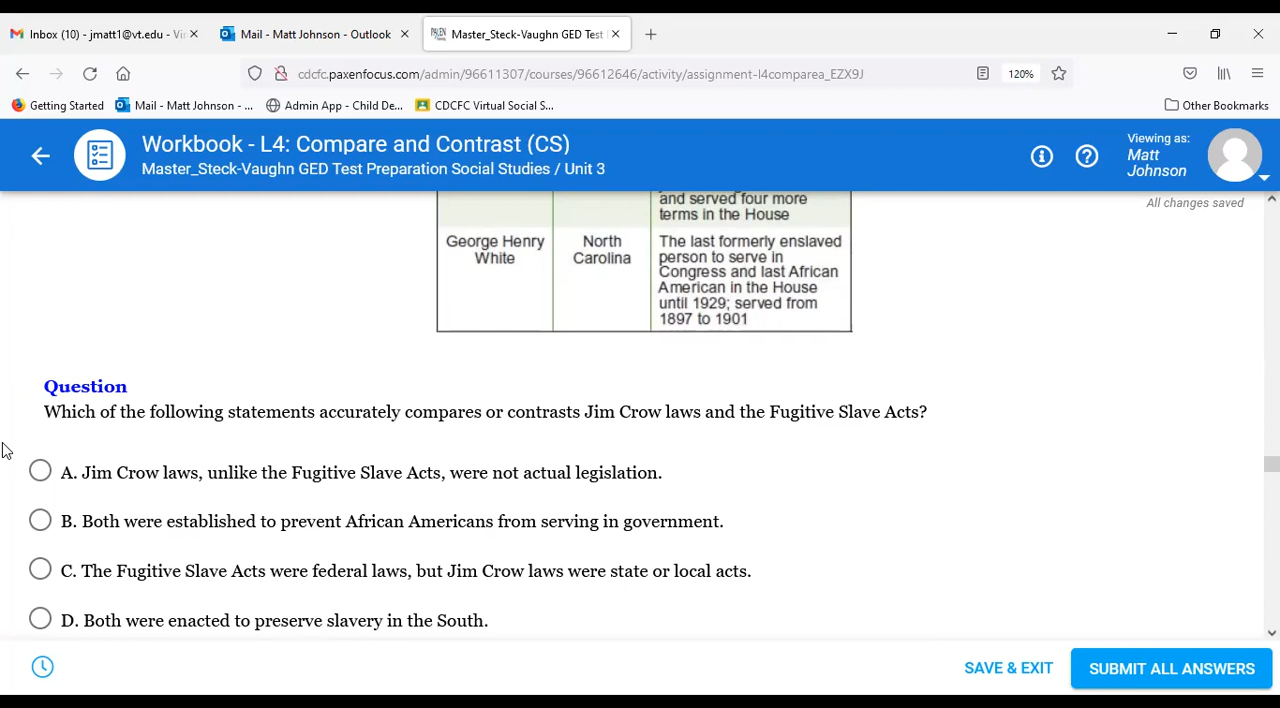 Inbox (10) - jmatt1@vt.edu - Vi
Mail - Matt Johnson - Outlook
Master_Steck-Vaughn GED Test
cdcfc.paxenfocus.com/admin/96611307/courses/96612646/activity/assignment-l4comparea_EZX9J
120%
Getting Started
Mail - Matt Johnson - ...
Admin App - Child De...
CDCFC Virtual Social S...
Other Bookmarks
Workbook - L4: Compare and Contrast (CS)
Master_Steck-Vaughn GED Test Preparation Social Studies / Unit 3
Viewing as:
Matt
Johnson
All changes saved
and served four more
terms in the House
George Henry
White
North
Carolina
The last formerly enslaved
person to serve in
Congress and last African
American in the House
until 1929; served from
1897 to 1901
Question
Which of the following statements accurately compares or contrasts Jim Crow laws and the Fugitive Slave Acts?
A. Jim Crow laws, unlike the Fugitive Slave Acts, were not actual legislation.
B. Both were established to prevent African Americans from serving in government.
C. The Fugitive Slave Acts were federal laws, but Jim Crow laws were state or local acts.
D. Both were enacted to preserve slavery in the South.
SAVE & EXIT
SUBMIT ALL ANSWERS